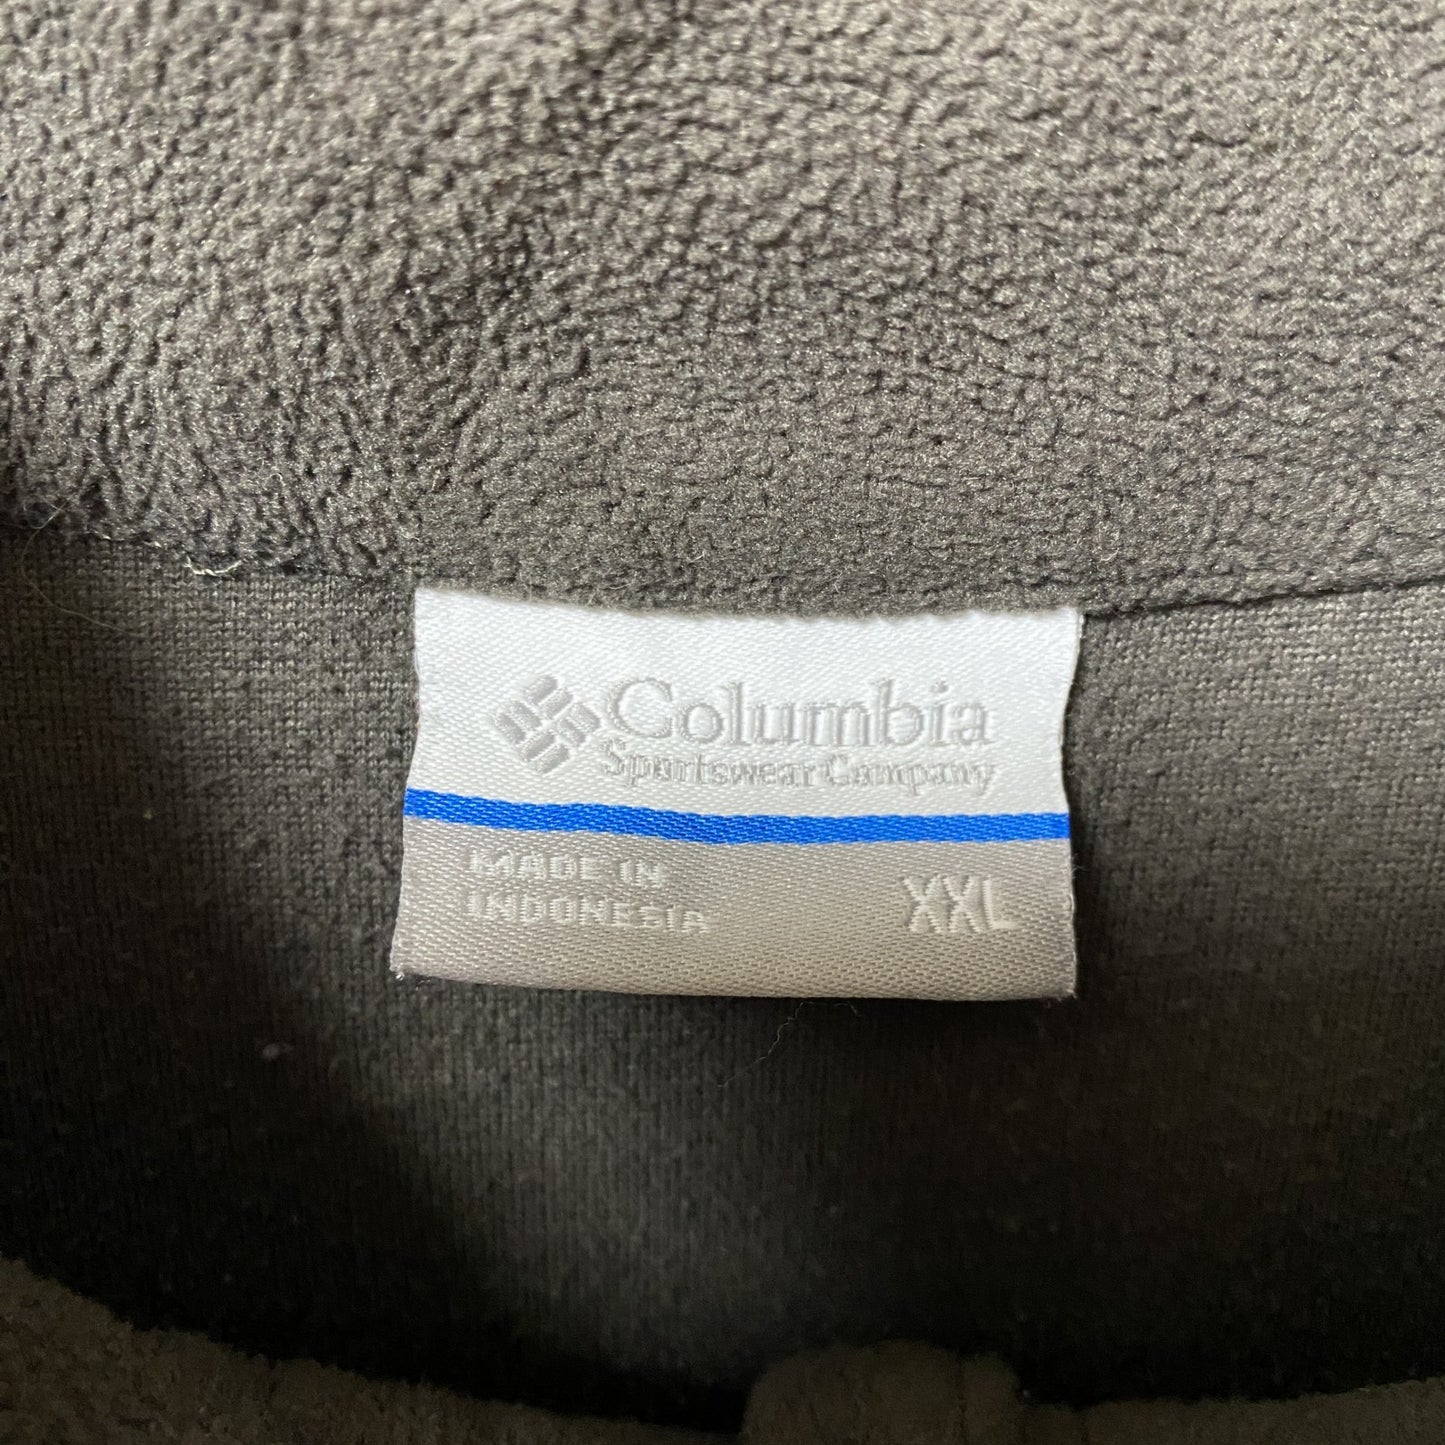 Columbia
Sportswear Company
MADE IN
INDONESIA
XXL